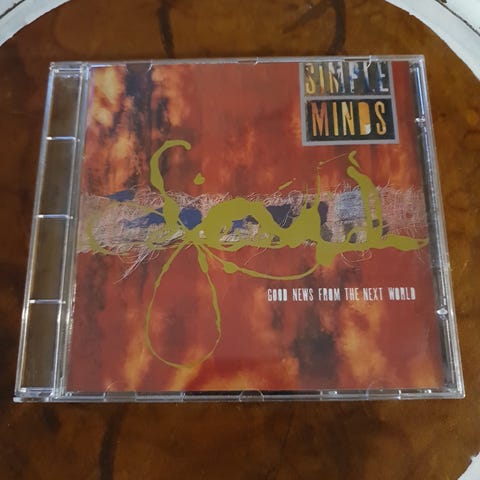 SIMPLE
MINDS
GOOD NEWS FROM THE NEXT WORLD